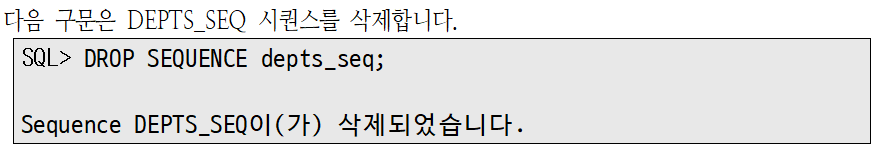 다음 구문은 DEPTS_SEQ 시퀀스를 삭제합니다.
SQL> DROP SEQUENCE depts_seq;
Sequence DEPTS_SEQ이(가) 삭제되었습니다.